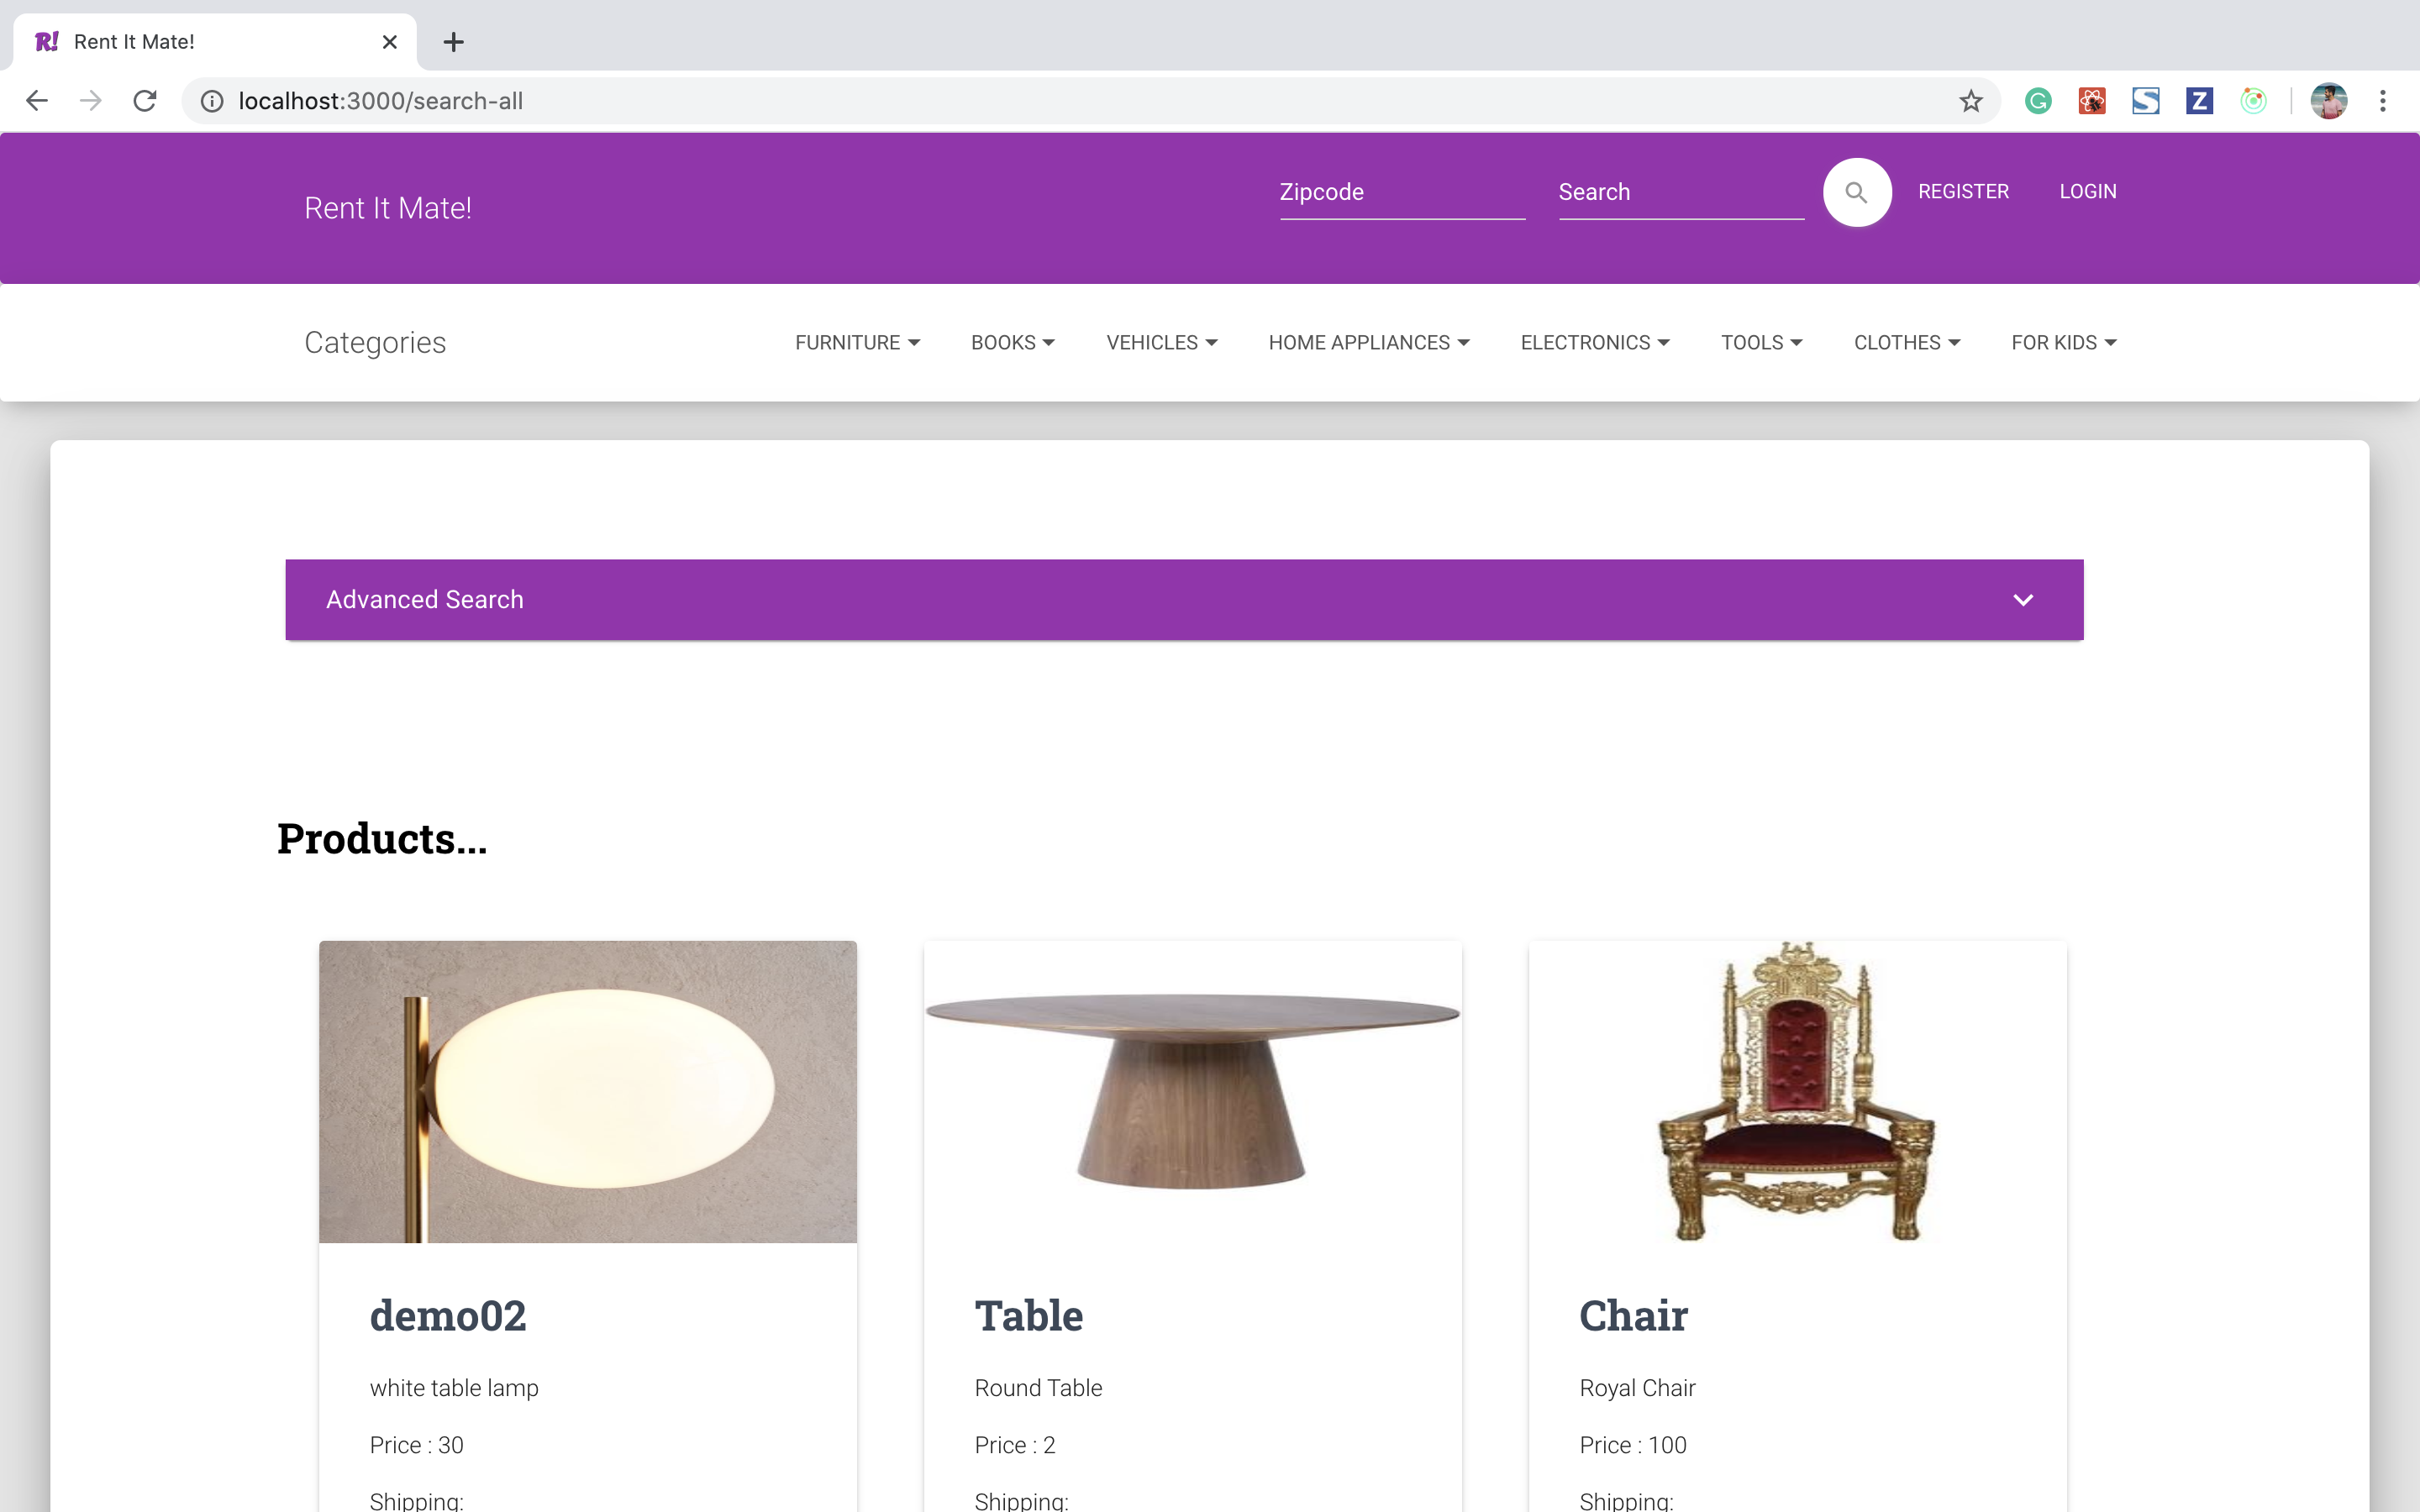 R! Rent It Mate!
localhost:3000/search-all
Rent It Mate!
Zipcode
Search
REGISTER
LOGIN
Categories
FURNITURE
BOOKS
VEHICLES
HOME APPLIANCES
ELECTRONICS
TOOLS
CLOTHES
FOR KIDS
Advanced Search
Products...
demo02
white table lamp
Price : 30
Shipping:
Table
Round Table
Price : 2
Shipping:
Chair
Royal Chair
Price : 100
Shipping: